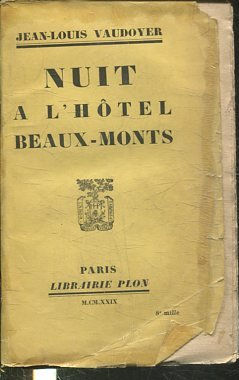 JEAN-LOUIS VAUDOYER
NUIT
A L'HÔTEL
BEAUX-MONTS
PARIS
LIBRAIRIE PLON
M.CM.XXIX
8e mille